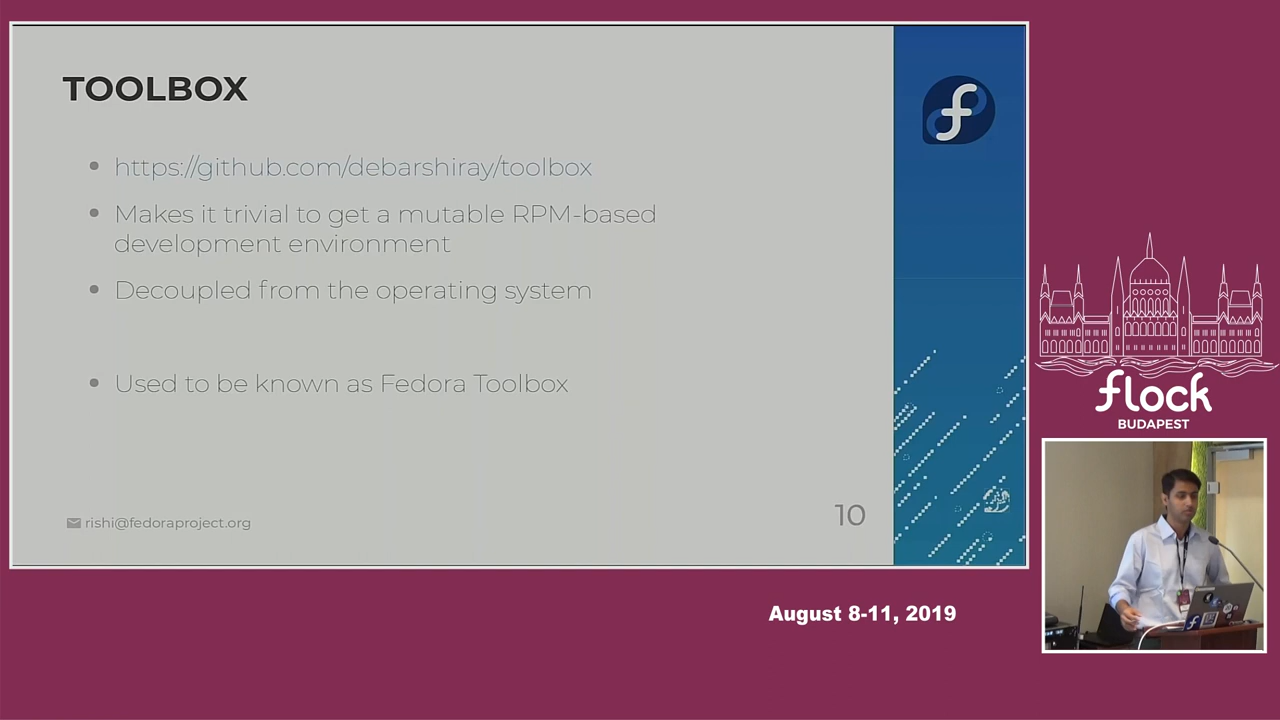 TOOLBOX
https://github.com/debarshiray/toolbox
Makes it trivial to get a mutable RPM-based
development environment
Decoupled from the operating system
Used to be known as Fedora Toolbox
rishi@fedoraproject.org
10
flock
BUDAPEST
August 8-11, 2019